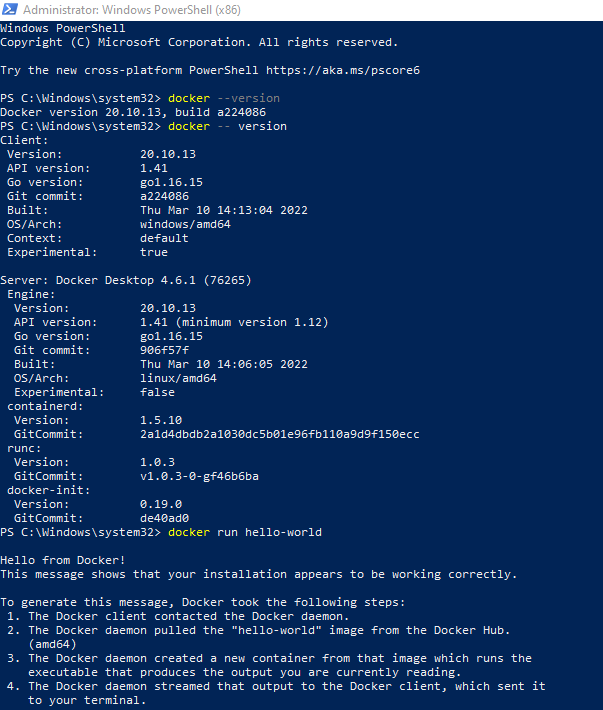 Administrator: Windows PowerShell (x86)
Windows PowerShell
Copyright (C) Microsoft Corporation. All rights reserved.
Try the new cross-platform PowerShell https://aka.ms/pscore6
PS C:\Windows\system32> docker --version
Docker version 20.10.13, build a224086
PS C:\Windows\system32> docker -- version
Client:
 Version:           20.10.13
 API version:       1.41
 Go version:        go1.16.15
 Git commit:        a224086
 Built:             Thu Mar 10 14:13:04 2022
 OS/Arch:           windows/amd64
 Context:           default
 Experimental:      true
Server: Docker Desktop 4.6.1 (76265)
 Engine:
  Version:          20.10.13
  API version:      1.41 (minimum version 1.12)
  Go version:       go1.16.15
  Git commit:       906f57f
  Built:            Thu Mar 10 14:06:05 2022
  OS/Arch:          linux/amd64
  Experimental:     false
 containerd:
  Version:          1.5.10
  GitCommit:        2a1d4dbdb2a1030dc5b01e96fb110a9d9f150ecc
 runc:
  Version:          1.0.3
  GitCommit:        v1.0.3-0-gf46b6ba
 docker-init:
  Version:          0.19.0
  GitCommit:        de40ad0
PS C:\Windows\system32> docker run hello-world
Hello from Docker!
This message shows that your installation appears to be working correctly.
To generate this message, Docker took the following steps:
 1. The Docker client contacted the Docker daemon.
 2. The Docker daemon pulled the "hello-world" image from the Docker Hub.
    (amd64)
 3. The Docker daemon created a new container from that image which runs the
    executable that produces the output you are currently reading.
 4. The Docker daemon streamed that output to the Docker client, which sent it
    to your terminal.